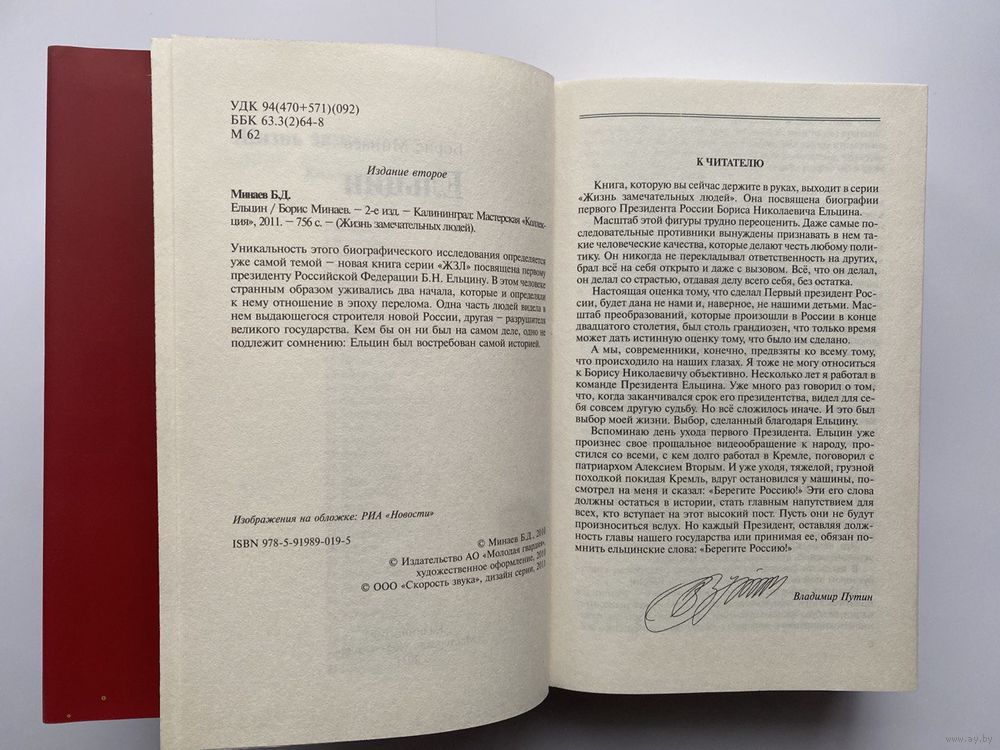 УДК 94(470+571)(092)
ББК 63.3(2)64-8
М 62
Издание второе
Минаев Б.Д.
Ельцин / Борис Минаев. — 2-е изд. — Калининград: Мастерская «Коллек-
ция», 2011. — 756 с. — (Жизнь замечательных людей).
Уникальность этого биографического исследования определяется
уже самой темой — новая книга серии «ЖЗЛ» посвящена первому
президенту Российской Федерации Б.Н. Ельцину. В этом человеке
странным образом уживались два начала, которые и определяли
к нему отношение в эпоху перелома. Одна часть людей видела в
нем выдающегося строителя новой России, другая — разрушителя
великого государства. Кем бы он ни был на самом деле, одно не
подлежит сомнению: Ельцин был востребован самой историей.
Изображения на обложке: РИА «Новости»
ISBN 978-5-91989-019-5
© Минаев Б.Д., 2010
© Издательство АО «Молодая гвардия»,
художественное оформление, 2010
© ООО «Скорость звука», дизайн серии, 2011
К ЧИТАТЕЛЮ
Книга, которую вы сейчас держите в руках, выходит в серии
«Жизнь замечательных людей». Она посвящена биографии
первого Президента России Бориса Николаевича Ельцина.
Масштаб этой фигуры трудно переоценить. Даже самые по-
следовательные противники вынуждены признавать в нем та-
кие человеческие качества, которые делают честь любому поли-
тику. Он никогда не перекладывал ответственность на других,
брал всё на себя открыто и даже с вызовом. Всё, что он делал,
он делал со страстью, отдавая делу всего себя, без остатка.
Настоящая оценка тому, что сделал Первый президент Рос-
сии, будет дана не нами и, наверное, не нашими детьми. Мас-
штаб преобразований, которые произошли в России в конце
двадцатого столетия, был столь грандиозен, что только время
может дать истинную оценку тому, что было им сделано.
А мы, современники, конечно, предвзяты ко всему тому,
что происходило на наших глазах. Я тоже не могу относиться
к Борису Николаевичу объективно. Несколько лет я работал в
команде Президента Ельцина. Уже много раз говорил о том,
что, когда заканчивался срок его президентства, видел для се-
бя совсем другую судьбу. Но всё сложилось иначе. И это был
выбор моей жизни. Выбор, сделанный благодаря Ельцину.
Вспоминаю день ухода первого Президента. Ельцин уже
произнес свое прощальное видеообращение к народу, про-
стился со всеми, с кем долго работал в Кремле, поговорил с
патриархом Алексием Вторым. И уже уходя, тяжелой, грузной
походкой покидая Кремль, вдруг остановился у машины, по-
смотрел на меня и сказал: «Берегите Россию!» Эти его слова
должны остаться в истории, стать главным напутствием для
всех, кто вступает на этот высокий пост. Пусть они не будут
произноситься вслух. Но каждый Президент, оставляя долж-
ность главы нашего государства или принимая ее, обязан по-
мнить ельцинские слова: «Берегите Россию!»
Владимир Путин
www.ay.by